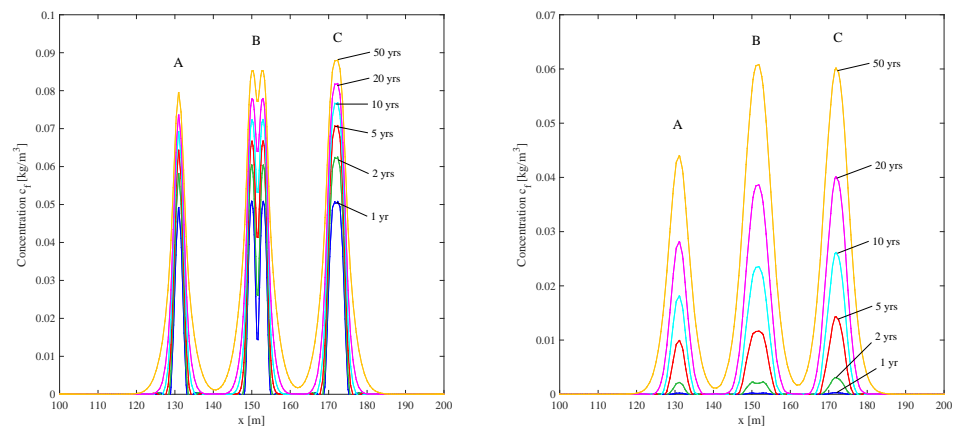 0.1
0.09
0.08
0.07
0.06
0.05
0.04
0.03
0.02
0.01
0
Concentration c_f [kg/m³]
A
B
C
50 yrs
20 yrs
10 yrs
5 yrs
2 yrs
1 yr
100 110 120 130 140 150 160 170 180 190 200
x [m]
0.07
0.06
0.05
0.04
0.03
0.02
0.01
0
Concentration c_f [kg/m³]
A
B
C
50 yrs
20 yrs
10 yrs
5 yrs
2 yrs
1 yr
100 110 120 130 140 150 160 170 180 190 200
x [m]